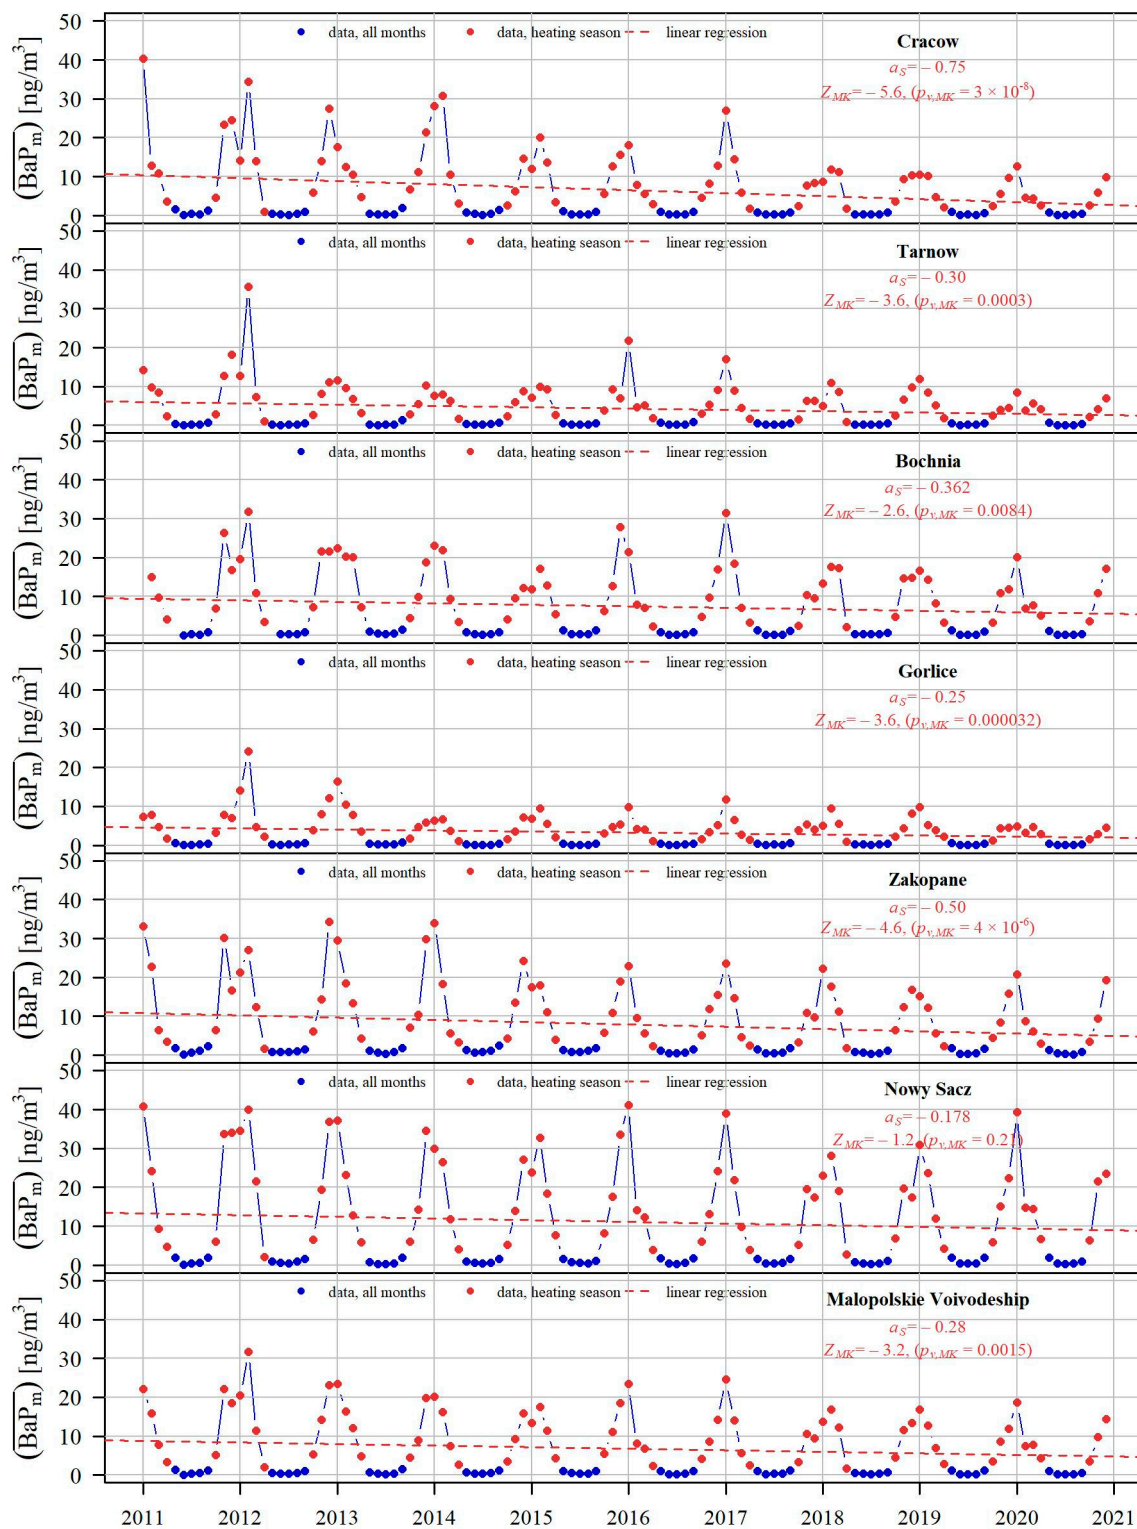 50
data, all months data, heating season linear regression
Cracow
40
a_S = − 0.75
Z_MK = − 5.6, (p_v,MK = 3 × 10^-8)
30
20
10
0
(BaP_m) [ng/m^3]
50
data, all months data, heating season linear regression
Tarnow
40
a_S = − 0.30
Z_MK = − 3.6, (p_v,MK = 0.0003)
30
20
10
0
(BaP_m) [ng/m^3]
50
data, all months data, heating season linear regression
Bochnia
40
a_S = − 0.362
Z_MK = − 2.6, (p_v,MK = 0.0084)
30
20
10
0
(BaP_m) [ng/m^3]
50
data, all months data, heating season linear regression
Gorlice
40
a_S = − 0.25
Z_MK = − 3.6, (p_v,MK = 0.000032)
30
20
10
0
(BaP_m) [ng/m^3]
50
data, all months data, heating season linear regression
Zakopane
40
a_S = − 0.50
Z_MK = − 4.6, (p_v,MK = 4 × 10^-6)
30
20
10
0
(BaP_m) [ng/m^3]
50
data, all months data, heating season linear regression
Nowy Sacz
40
a_S = − 0.178
Z_MK = − 1.2, (p_v,MK = 0.21)
30
20
10
0
(BaP_m) [ng/m^3]
50
data, all months data, heating season linear regression
Malopolskie Voivodeship
40
a_S = − 0.28
Z_MK = − 3.2, (p_v,MK = 0.0015)
30
20
10
0
(BaP_m) [ng/m^3]
2011 2012 2013 2014 2015 2016 2017 2018 2019 2020 2021